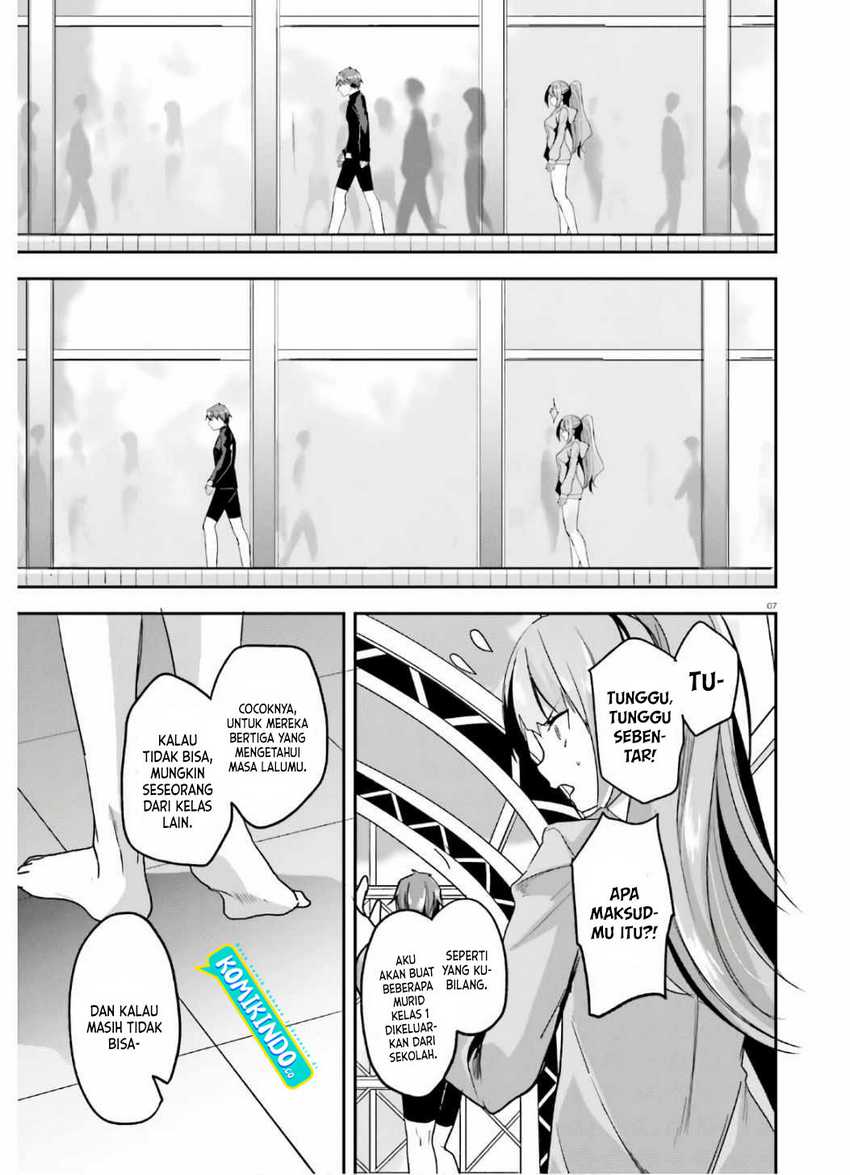 07
TU-
TUNGGU,
TUNGGU
SEBEN-
TAR!
APA
MAKSUD-
MU ITU?!
SEPERTI
YANG KU-
BILANG.
AKU
AKAN BUAT
BEBERAPA
MURID
KELAS 1
DIKELUAR-
KAN DARI
SEKOLAH.
COCOKNYA,
UNTUK MEREKA
BERTIGA YANG
MENGETAHUI
MASA LALUMU.
KALAU
TIDAK BISA,
MUNGKIN
SESEORANG
DARI KELAS
LAIN.
DAN KALAU
MASIH TIDAK
BISA-
KOMIKINDO.CO